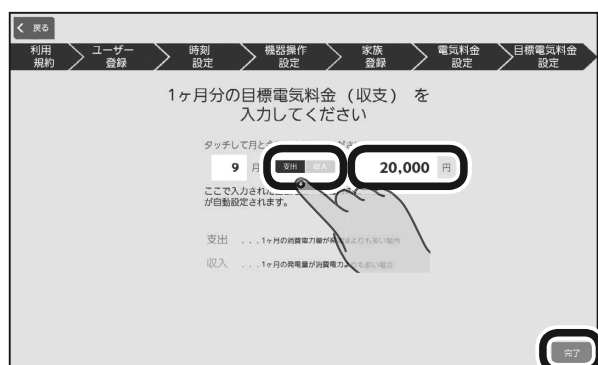 戻る
利用
規約
ユーザー
登録
時刻
設定
機器操作
設定
家族
登録
電気料金
設定
目標電気料金
設定
1ヶ月分の目標電気料金（収支）を
入力してください
タッチして月と
9 月 支出 収入 20,000 円
ここで入力された
が自動設定されます。
支出 ...1ヶ月の消費電力量が発電量よりも多い場合
収入 ...1ヶ月の発電量が消費電力よりも多い場合
完了